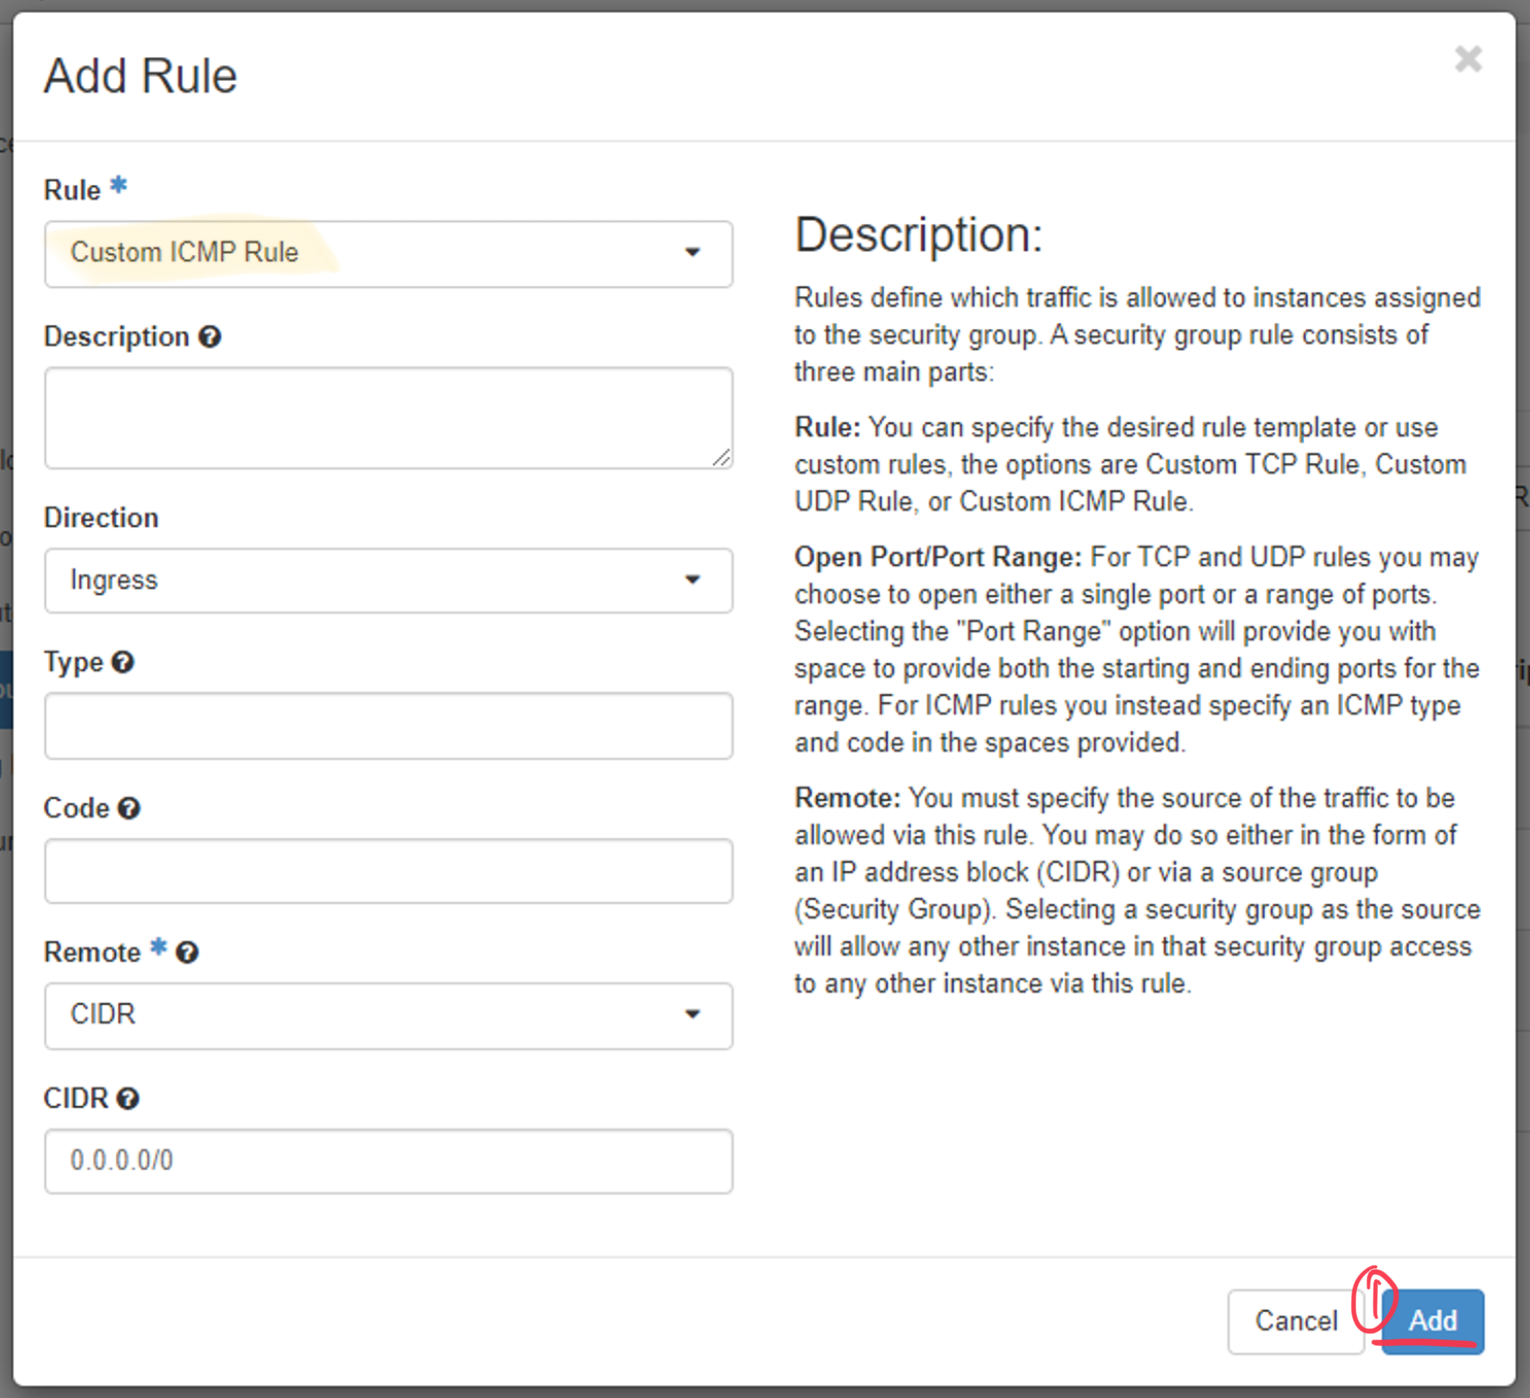 Add Rule
Rule *
Custom ICMP Rule
Description
Direction
Ingress
Type
Code
Remote *
CIDR
CIDR
0.0.0.0/0
Description:
Rules define which traffic is allowed to instances assigned
to the security group. A security group rule consists of
three main parts:
Rule: You can specify the desired rule template or use
custom rules, the options are Custom TCP Rule, Custom
UDP Rule, or Custom ICMP Rule.
Open Port/Port Range: For TCP and UDP rules you may
choose to open either a single port or a range of ports.
Selecting the "Port Range" option will provide you with
space to provide both the starting and ending ports for the
range. For ICMP rules you instead specify an ICMP type
and code in the spaces provided.
Remote: You must specify the source of the traffic to be
allowed via this rule. You may do so either in the form of
an IP address block (CIDR) or via a source group
(Security Group). Selecting a security group as the source
will allow any other instance in that security group access
to any other instance via this rule.
Cancel
1
Add